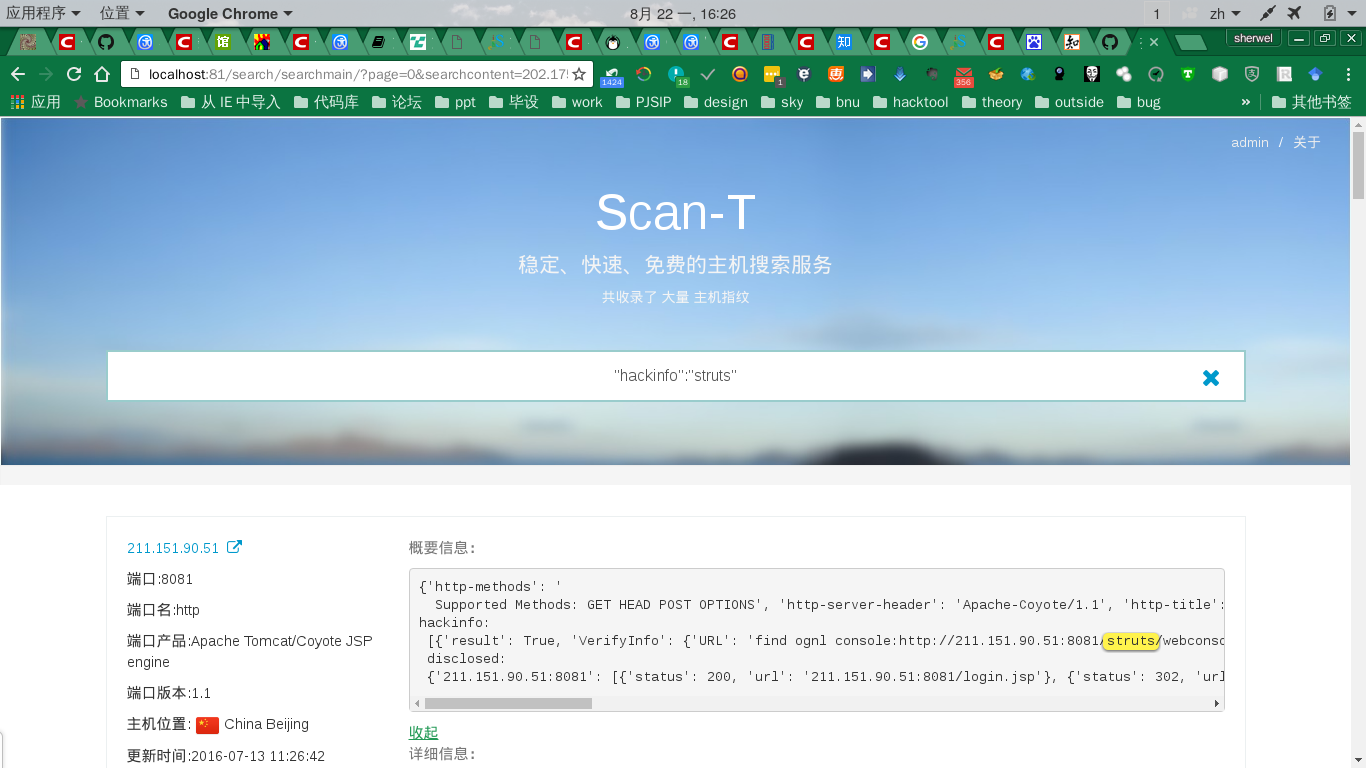 应用程序 位置 Google Chrome 8月 22 一, 16:26 1 zh
sherwel
localhost:81/search/searchmain/?page=0&searchcontent=202.17 1424 18 1 356
应用 Bookmarks 从 IE 中导入 代码库 论坛 ppt 毕设 work PJSIP design sky bnu hacktool theory outside bug » 其他书签
admin / 关于
Scan-T
稳定、快速、免费的主机搜索服务
共收录了 大量 主机指纹
"hackinfo":"struts"
211.151.90.51
端口:8081
端口名:http
端口产品:Apache Tomcat/Coyote JSP
engine
端口版本:1.1
主机位置: China Beijing
更新时间:2016-07-13 11:26:42
概要信息:
{'http-methods': '
Supported Methods: GET HEAD POST OPTIONS', 'http-server-header': 'Apache-Coyote/1.1', 'http-title':
hackinfo:
[{'result': True, 'VerifyInfo': {'URL': 'find ognl console:http://211.151.90.51:8081/struts/webconso
disclosed:
{'211.151.90.51:8081': [{'status': 200, 'url': '211.151.90.51:8081/login.jsp'}, {'status': 302, 'url
收起
详细信息: